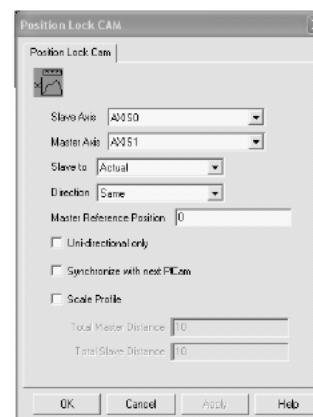 Position Lock CAM
Position Lock Cam
Slave Axis AXIS0
Master Axis AXIS1
Slave to Actual
Direction Same
Master Reference Position 0
Uni-directional only
Synchronize with next
Scale Profile
Total Master Distance 10
Total Slave Distance 10
OK Cancel Apply Help